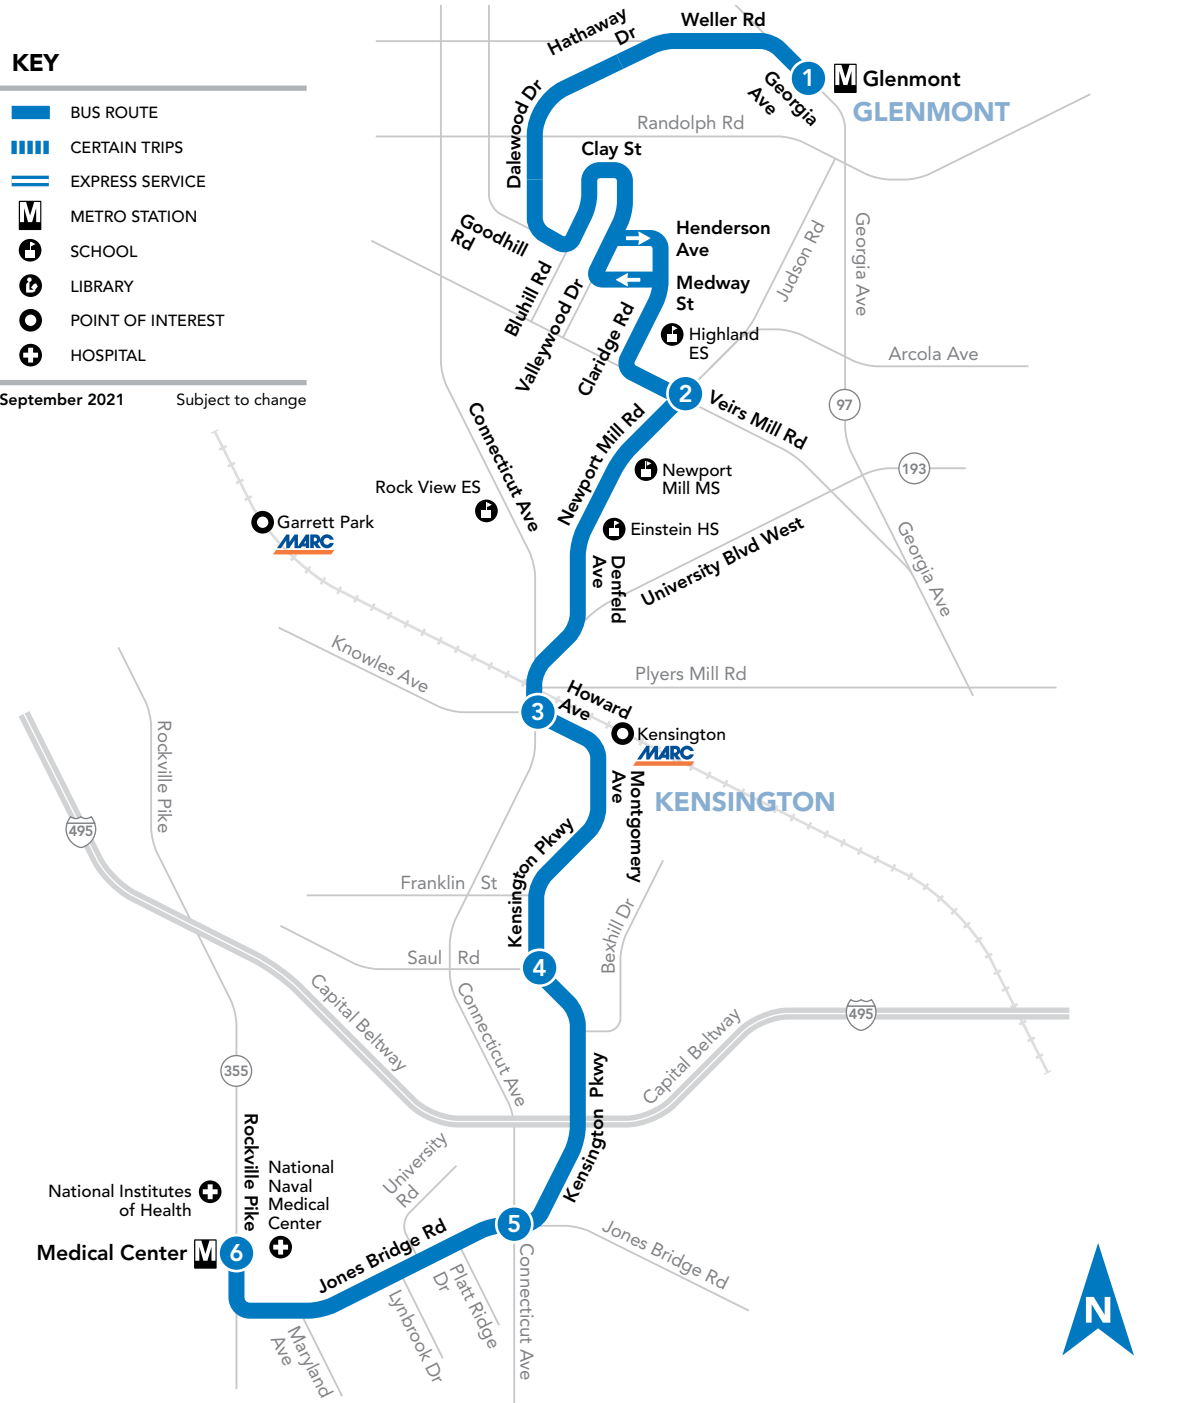 KEY
BUS ROUTE
CERTAIN TRIPS
EXPRESS SERVICE
M METRO STATION
SCHOOL
LIBRARY
POINT OF INTEREST
HOSPITAL
September 2021 Subject to change
Hathaway
Dr
Weller Rd
1
M Glenmont
GLENMONT
Georgia
Ave
Randolph Rd
Dalewood Dr
Clay St
Goodhill
Rd
Henderson
Ave
Medway
St
Bluhill Rd
Valleywood Dr
Claridge Rd
Judson Rd
Georgia Ave
Highland
ES
Arcola Ave
2
Veirs Mill Rd
97
193
Connecticut Ave
Newport Mill Rd
Newport
Mill MS
Rock View ES
Garrett Park
MARC
Einstein HS
University Blvd West
Georgia Ave
Denfeld
Ave
Knowles Ave
Plyers Mill Rd
3
Howard
Ave
Kensington
MARC
KENSINGTON
Montgomery
Ave
Rockville Pike
495
Kensington Pkwy
Franklin St
Saul Rd
4
Bexhill Dr
Capital Beltway
Connecticut Ave
Capital Beltway
495
355
Kensington Pkwy
Rockville Pike
National
Naval
Medical
Center
National Institutes
of Health
University
Rd
Medical Center M
6
Jones Bridge Rd
5
Jones Bridge Rd
Connecticut Ave
Platt Ridge
Dr
Lynbrook Dr
Maryland
Ave
N